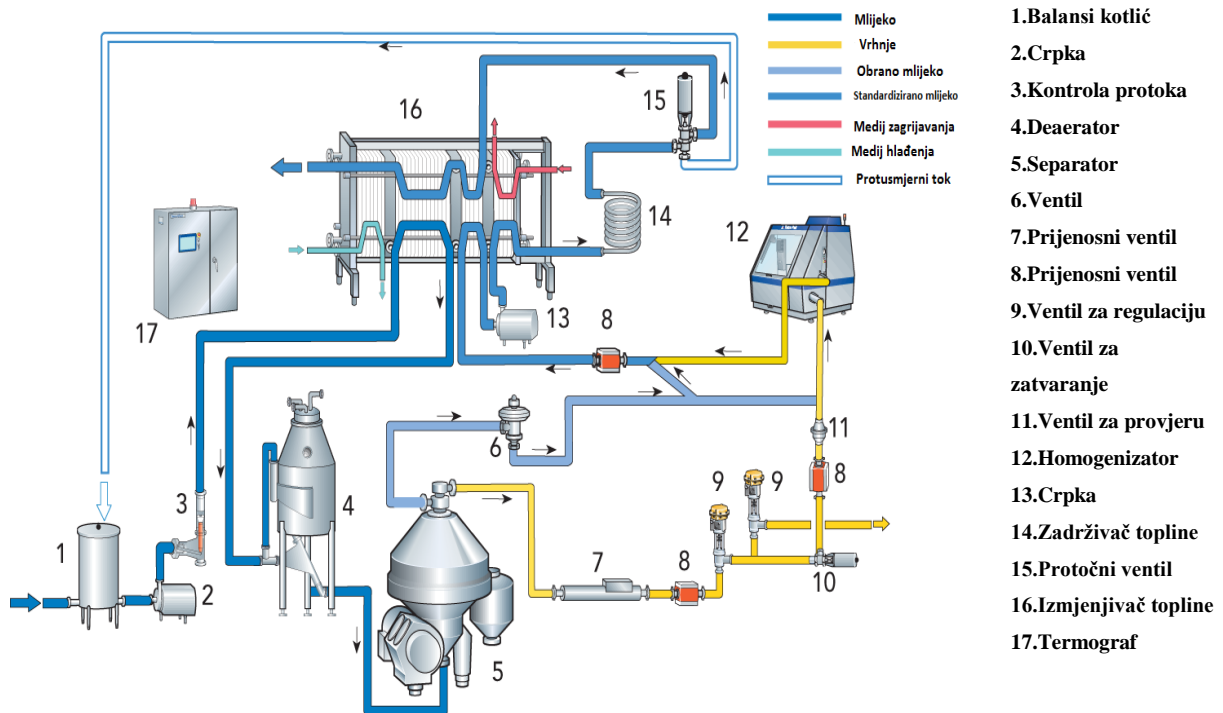 Mlijeko
Vrhnje
Obrano mlijeko
Standardizirano mlijeko
Medij zagrijavanja
Medij hlađenja
Protusmjerni tok
16
15
14
12
17
13
8
3
4
6
11
9
9
8
1
2
7
8
10
5
1.Balansi kotlić
2.Crpka
3.Kontrola protoka
4.Deaerator
5.Separator
6.Ventil
7.Prijenosni ventil
8.Prijenosni ventil
9.Ventil za regulaciju
10.Ventil za
zatvaranje
11.Ventil za provjeru
12.Homogenizator
13.Crpka
14.Zadrživač topline
15.Protočni ventil
16.Izmjenjivač topline
17.Termograf